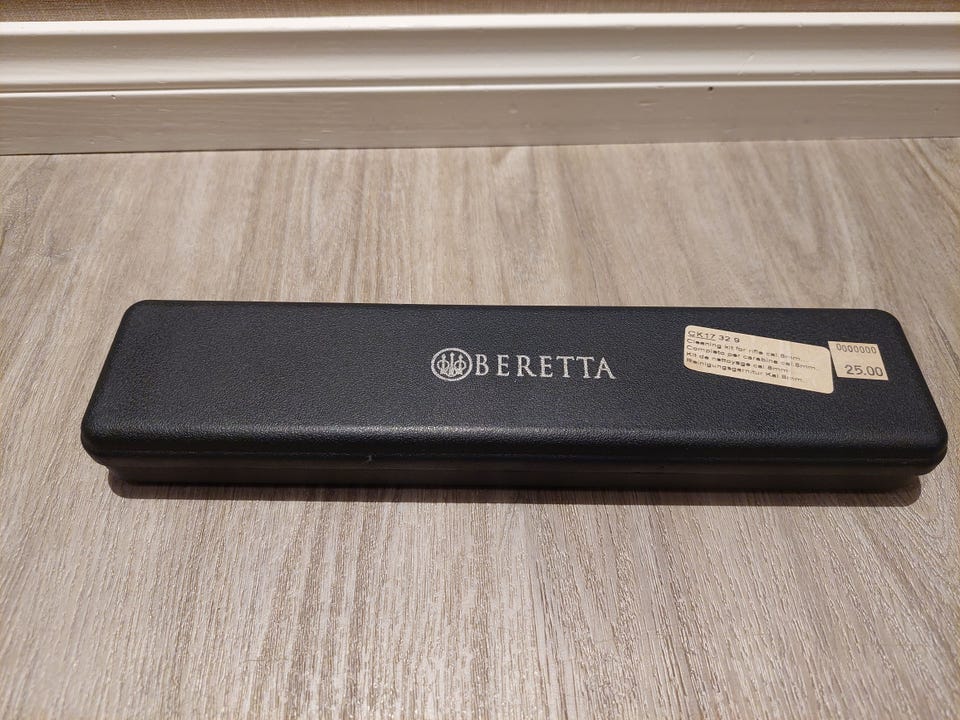 BERETTA
CK17 32 9
Cleaning kit for rifle cal.8mm.
Completo per carabina cal.8mm.
Kit de nettoyage cal 8mm
Reinigungsgarnitur Kal 8mm.
0000000
25.00